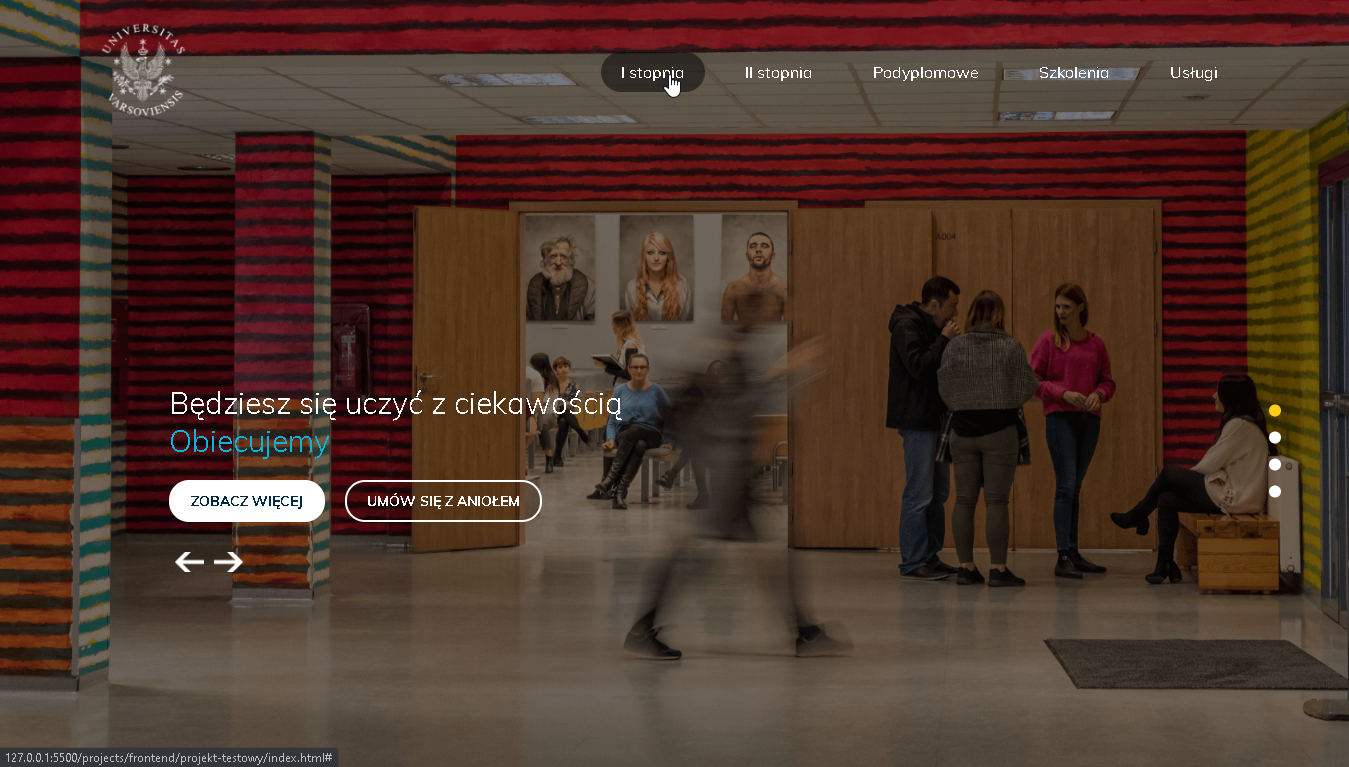 UNIVERSITAS
VARSOVIENSIS
I stopnia
II stopnia
Podyplomowe
Szkolenia
Usługi
A004
Będziesz się uczyć z ciekawością
Obiecujemy
ZOBACZ WIĘCEJ
UMÓW SIĘ Z ANIOŁEM
127.0.0.1:5500/projects/frontend/projekt-testowy/index.html#